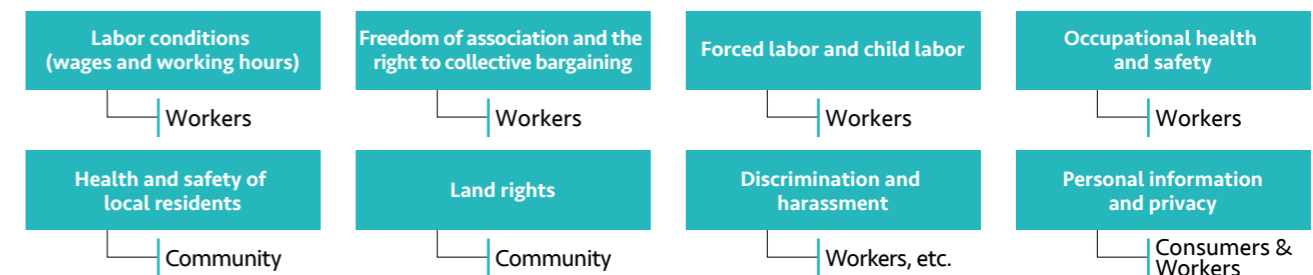 Labor conditions
(wages and working hours)
Workers
Freedom of association and the
right to collective bargaining
Workers
Forced labor and child labor
Workers
Occupational health
and safety
Workers
Health and safety of
local residents
Community
Land rights
Community
Discrimination and
harassment
Workers, etc.
Personal information
and privacy
Consumers &
Workers